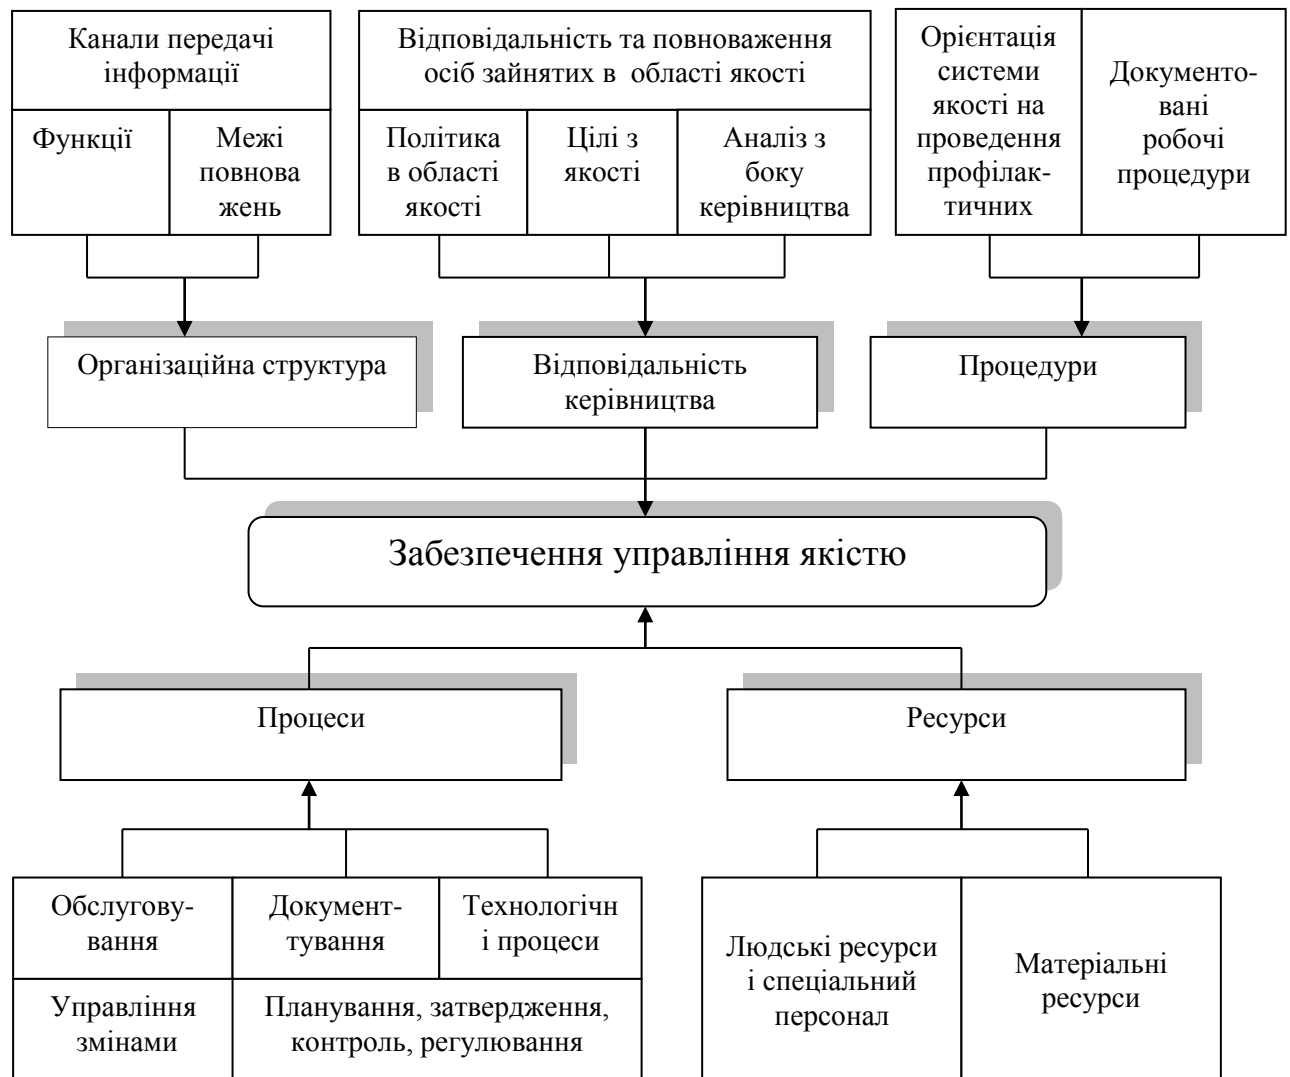 Канали передачі
інформації
Функції
Межі
повнова
жень
Відповідальність та повноваження
осіб зайнятих в області якості
Політика
в області
якості
Цілі з
якості
Аналіз з
боку
керівництва
Орієнтація
системи
якості на
проведення
профілак-
тичних
Документо-
вані
робочі
процедури
Організаційна структура
Відповідальність
керівництва
Процедури
Забезпечення управління якістю
Процеси
Ресурси
Обслугову-
вання
Документ-
тування
Технологічн
і процеси
Управління
змінами
Планування, затвердження,
контроль, регулювання
Людські ресурси
і спеціальний
персонал
Матеріальні
ресурси